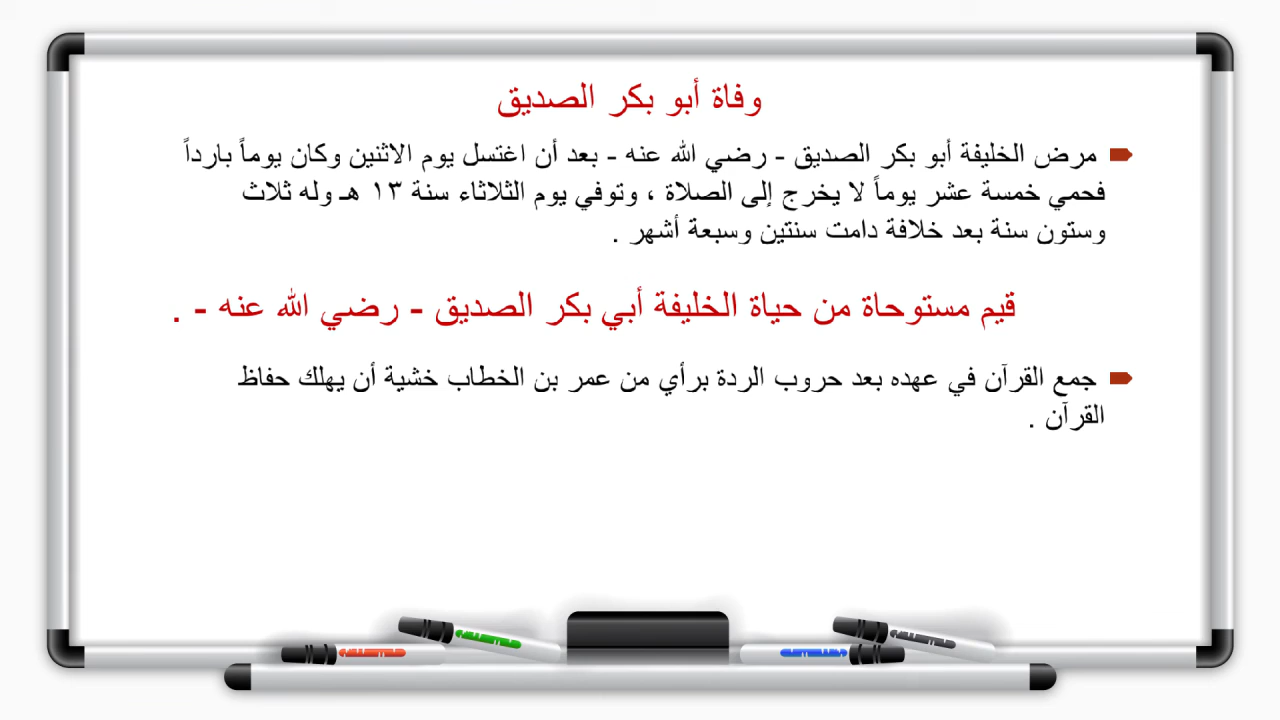 وفاة أبو بكر الصديق
مرض الخليفة أبو بكر الصديق - رضي الله عنه - بعد أن اغتسل يوم الاثنين وكان يوماً بارداً
فحمي خمسة عشر يوماً لا يخرج إلى الصلاة ، وتوفي يوم الثلاثاء سنة ١٣ هـ وله ثلاث
وستون سنة بعد خلافة دامت سنتين وسبعة أشهر .
قيم مستوحاة من حياة الخليفة أبي بكر الصديق - رضي الله عنه - .
جمع القرآن في عهده بعد حروب الردة برأي من عمر بن الخطاب خشية أن يهلك حفاظ
القرآن .